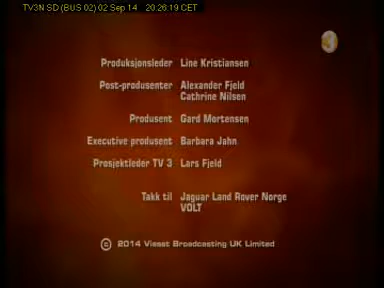 TV3N SD (BUS 02) 02 Sep 14 20:26:19 CET
Produksjonsleder Line Kristiansen
Post-produsenter Alexander Fjeld
Cathrine Nilsen
Produsent Gard Mortensen
Executive produsent Barbara Jahn
Prosjektleder TV 3 Lars Fjeld
Takk til Jaguar Land Rover Norge
VOLT
© 2014 Viasat Broadcasting UK Limited